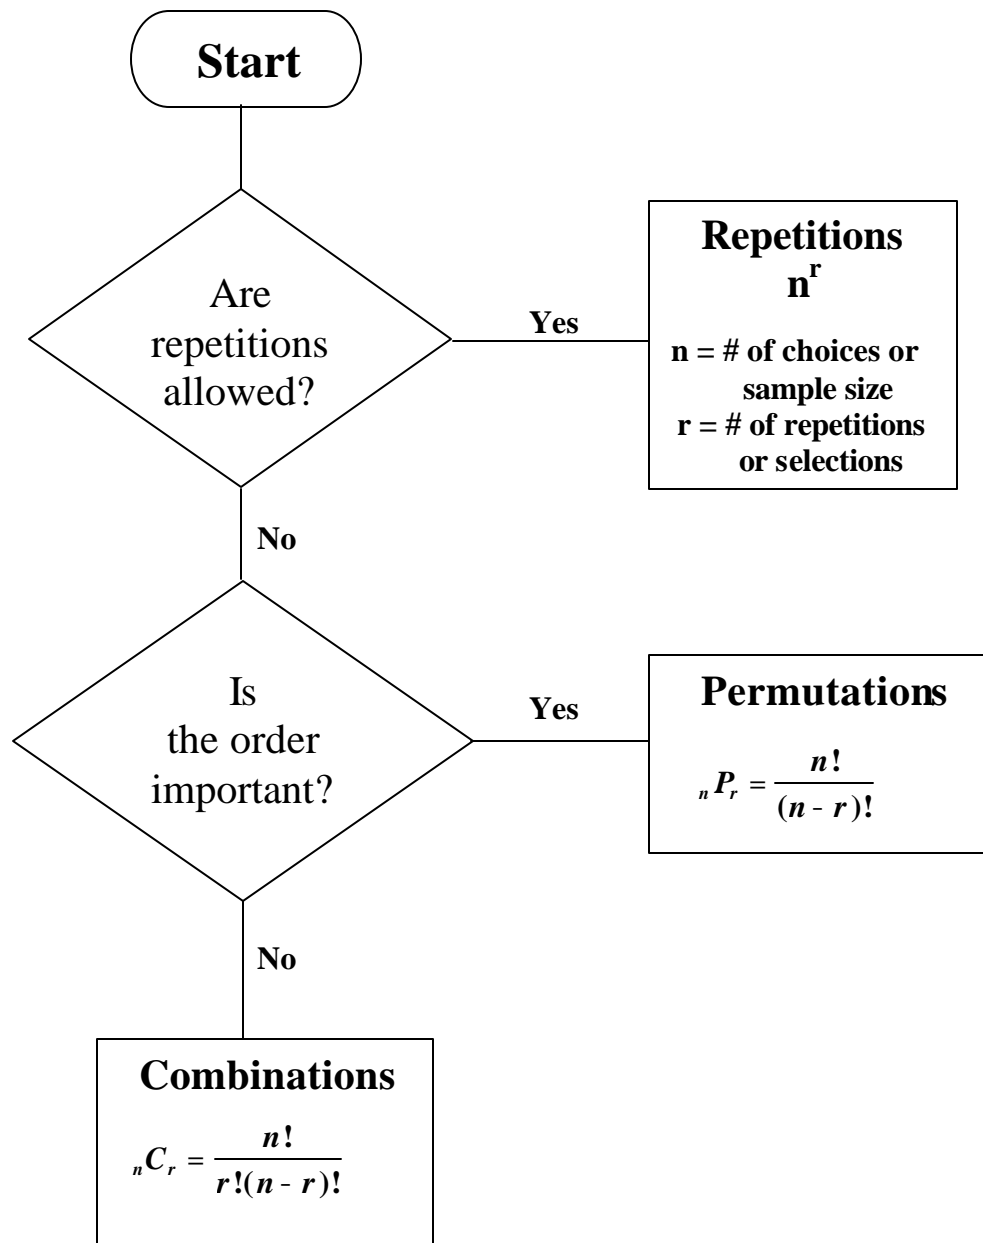 Start
Are
repetitions
allowed?
Yes
Repetitions
n^r
n = # of choices or
sample size
r = # of repetitions
or selections
No
Is
the order
important?
Yes
Permutations
nPr = n! / (n - r)!
No
Combinations
nCr = n! / r!(n - r)!